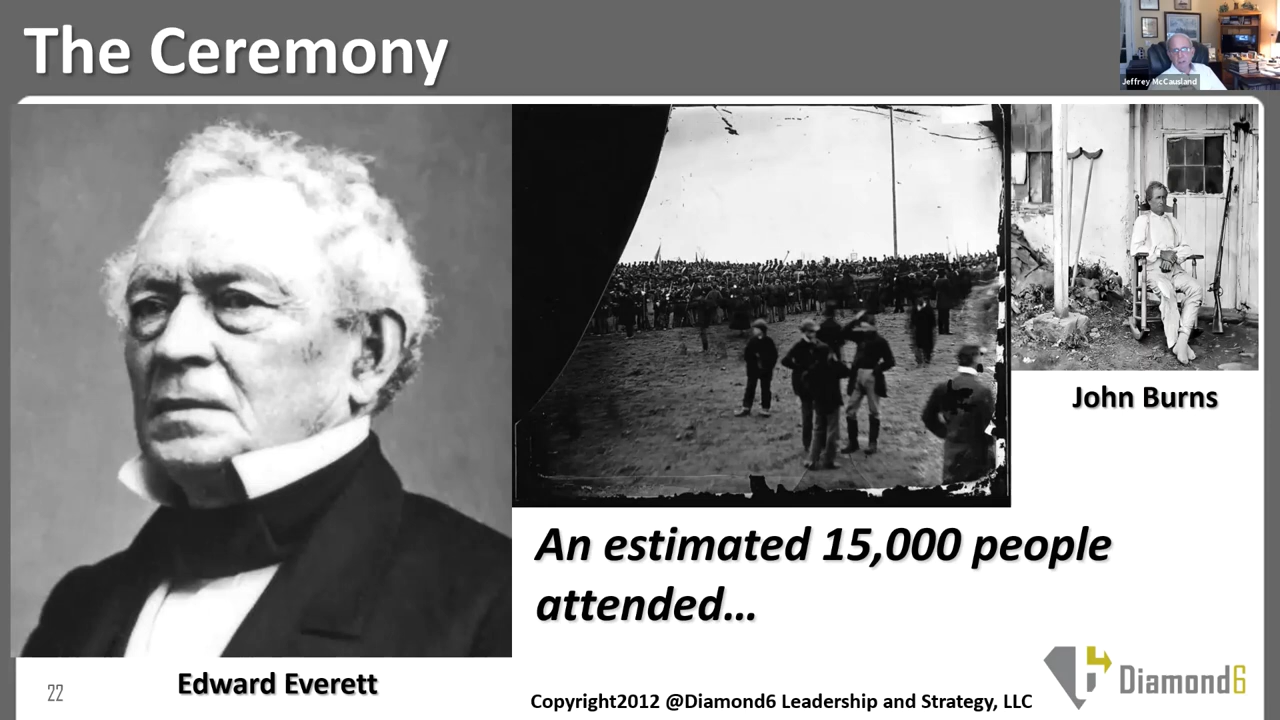 The Ceremony
Jeffrey McCausland
John Burns
An estimated 15,000 people
attended...
Edward Everett
22
Copyright2012 @Diamond6 Leadership and Strategy, LLC
Diamond6